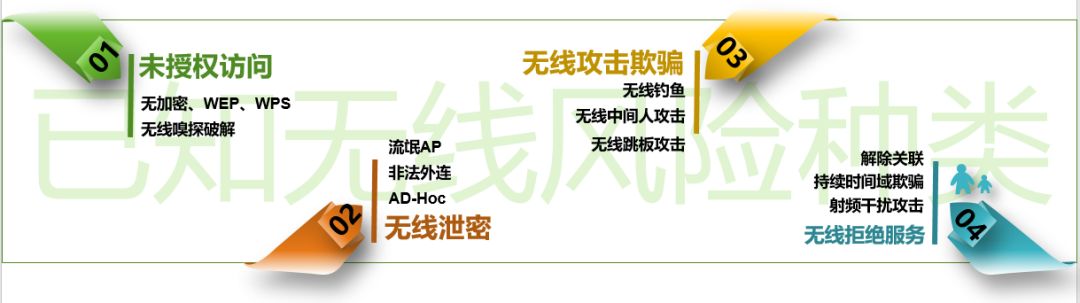 已知无线风险种类
01
未授权访问
无加密、WEP、WPS
无线嗅探破解
流氓AP
非法外连
AD-Hoc
02
无线泄密
03
无线攻击欺骗
无线钓鱼
无线中间人攻击
无线跳板攻击
解除关联
持续时间域欺骗
射频干扰攻击
04
无线拒绝服务